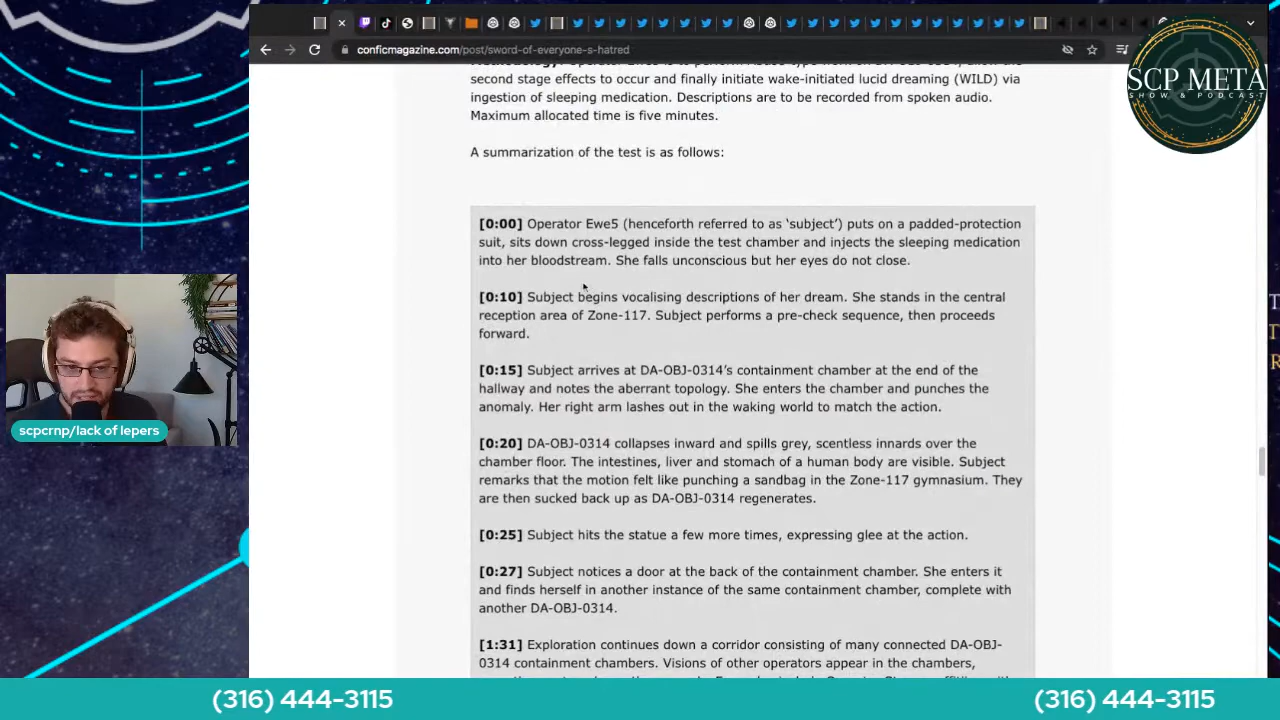 conficmagazine.com/post/sword-of-everyone-s-hatred
SCP META
SHOW & PODCAST
second stage effects to occur and finally initiate wake-initiated lucid dreaming (WILD) via
ingestion of sleeping medication. Descriptions are to be recorded from spoken audio.
Maximum allocated time is five minutes.
A summarization of the test is as follows:
[0:00] Operator Ewe5 (henceforth referred to as ‘subject’) puts on a padded-protection
suit, sits down cross-legged inside the test chamber and injects the sleeping medication
into her bloodstream. She falls unconscious but her eyes do not close.
[0:10] Subject begins vocalising descriptions of her dream. She stands in the central
reception area of Zone-117. Subject performs a pre-check sequence, then proceeds
forward.
[0:15] Subject arrives at DA-OBJ-0314’s containment chamber at the end of the
hallway and notes the aberrant topology. She enters the chamber and punches the
anomaly. Her right arm lashes out in the waking world to match the action.
[0:20] DA-OBJ-0314 collapses inward and spills grey, scentless innards over the
chamber floor. The intestines, liver and stomach of a human body are visible. Subject
remarks that the motion felt like punching a sandbag in the Zone-117 gymnasium. They
are then sucked back up as DA-OBJ-0314 regenerates.
[0:25] Subject hits the statue a few more times, expressing glee at the action.
[0:27] Subject notices a door at the back of the containment chamber. She enters it
and finds herself in another instance of the same containment chamber, complete with
another DA-OBJ-0314.
[1:31] Exploration continues down a corridor consisting of many connected DA-OBJ-
0314 containment chambers. Visions of other operators appear in the chambers,
scpcrnp/lack of lepers
(316) 444-3115
(316) 444-3115